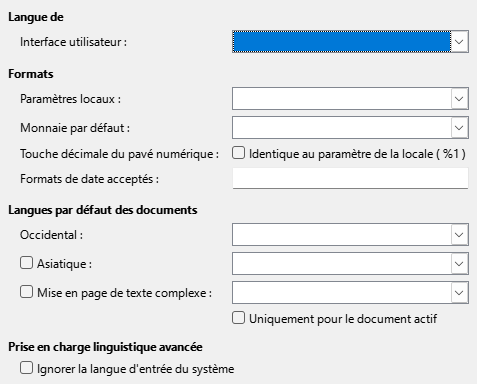 Langue de
Interface utilisateur :
Formats
Paramètres locaux :
Monnaie par défaut :
Touche décimale du pavé numérique : Identique au paramètre de la locale ( %1 )
Formats de date acceptés :
Langues par défaut des documents
Occidental :
Asiatique :
Mise en page de texte complexe :
Uniquement pour le document actif
Prise en charge linguistique avancée
Ignorer la langue d'entrée du système